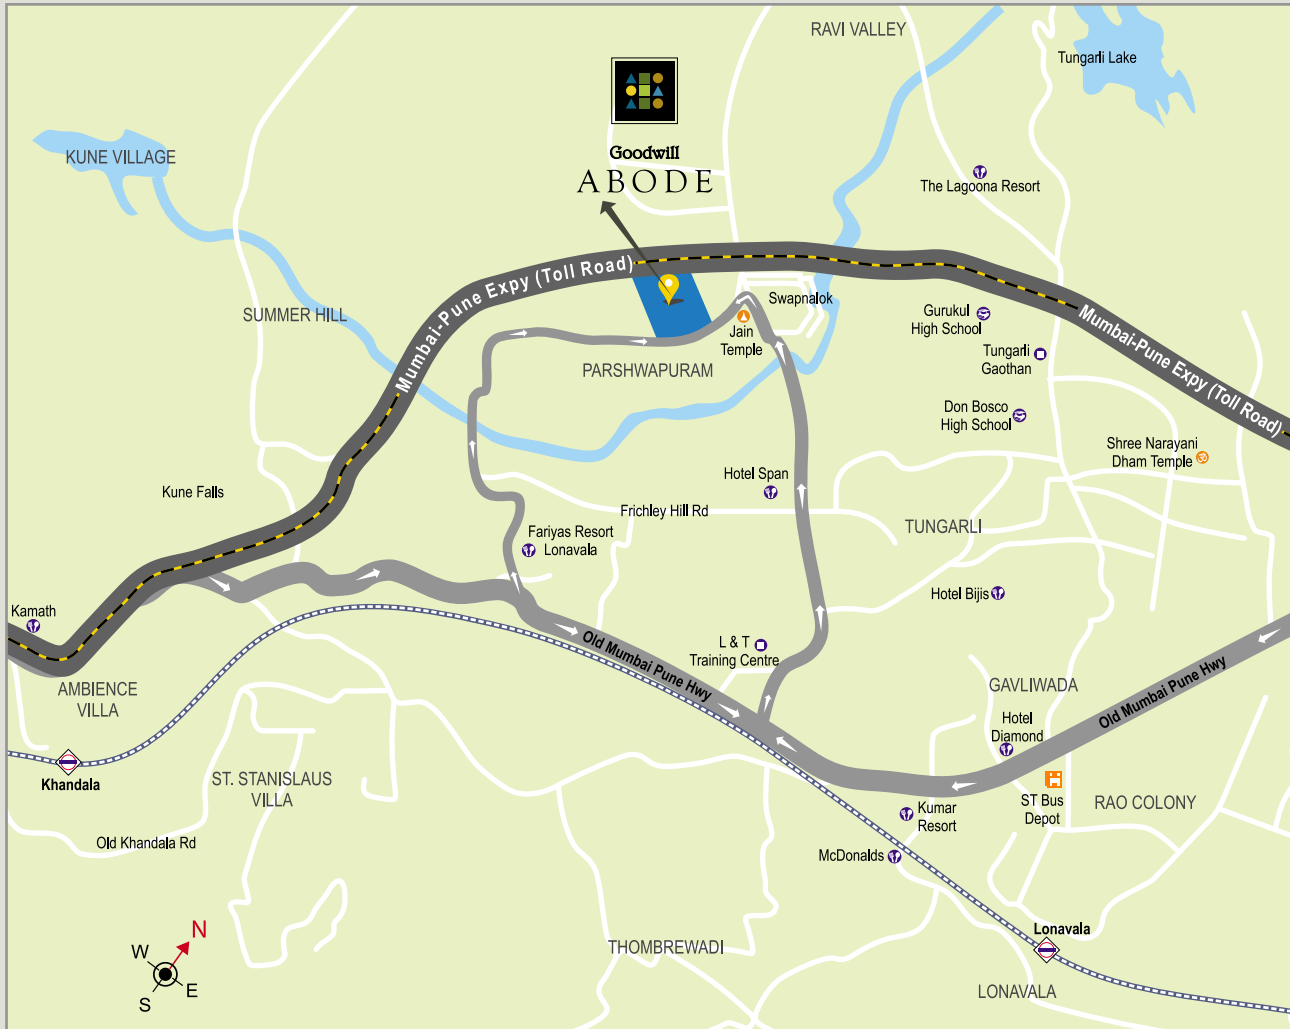 RAVI VALLEY
Tungarli Lake
Goodwill
ABODE
KUNE VILLAGE
The Lagoona Resort
Mumbai-Pune Expy (Toll Road)
SUMMER HILL
Swapnalok
Jain
Temple
Gurukul
High School
Mumbai-Pune Expy (Toll Road)
Tungarli
Gaothan
PARSHWAPURAM
Don Bosco
High School
Shree Narayani
Dham Temple
Hotel Span
Kune Falls
Frichley Hill Rd
TUNGARLI
Fariyas Resort
Lonavala
Hotel Bijis
Kamath
L & T
Training Centre
Old Mumbai Pune Hwy
Old Mumbai Pune Hwy
AMBIENCE
VILLA
GAVLIWADA
Hotel
Diamond
Khandala
ST. STANISLAUS
VILLA
ST Bus
Depot
RAO COLONY
Kumar
Resort
Old Khandala Rd
McDonalds
Lonavala
THOMBREWADI
LONAVALA
N
W
E
S